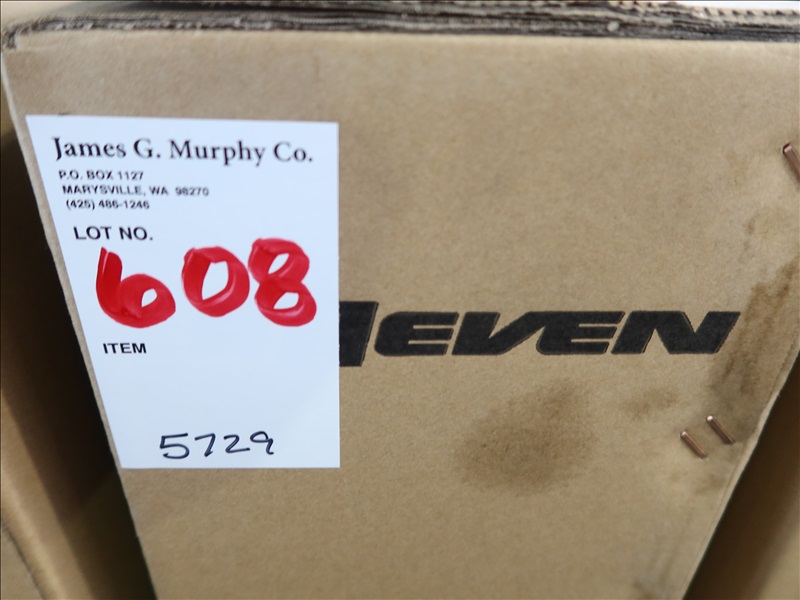 James G. Murphy Co.
P.O. BOX 1127
MARYSVILLE, WA 98270
(425) 486-1246
LOT NO.
608
EVEN
ITEM
5729